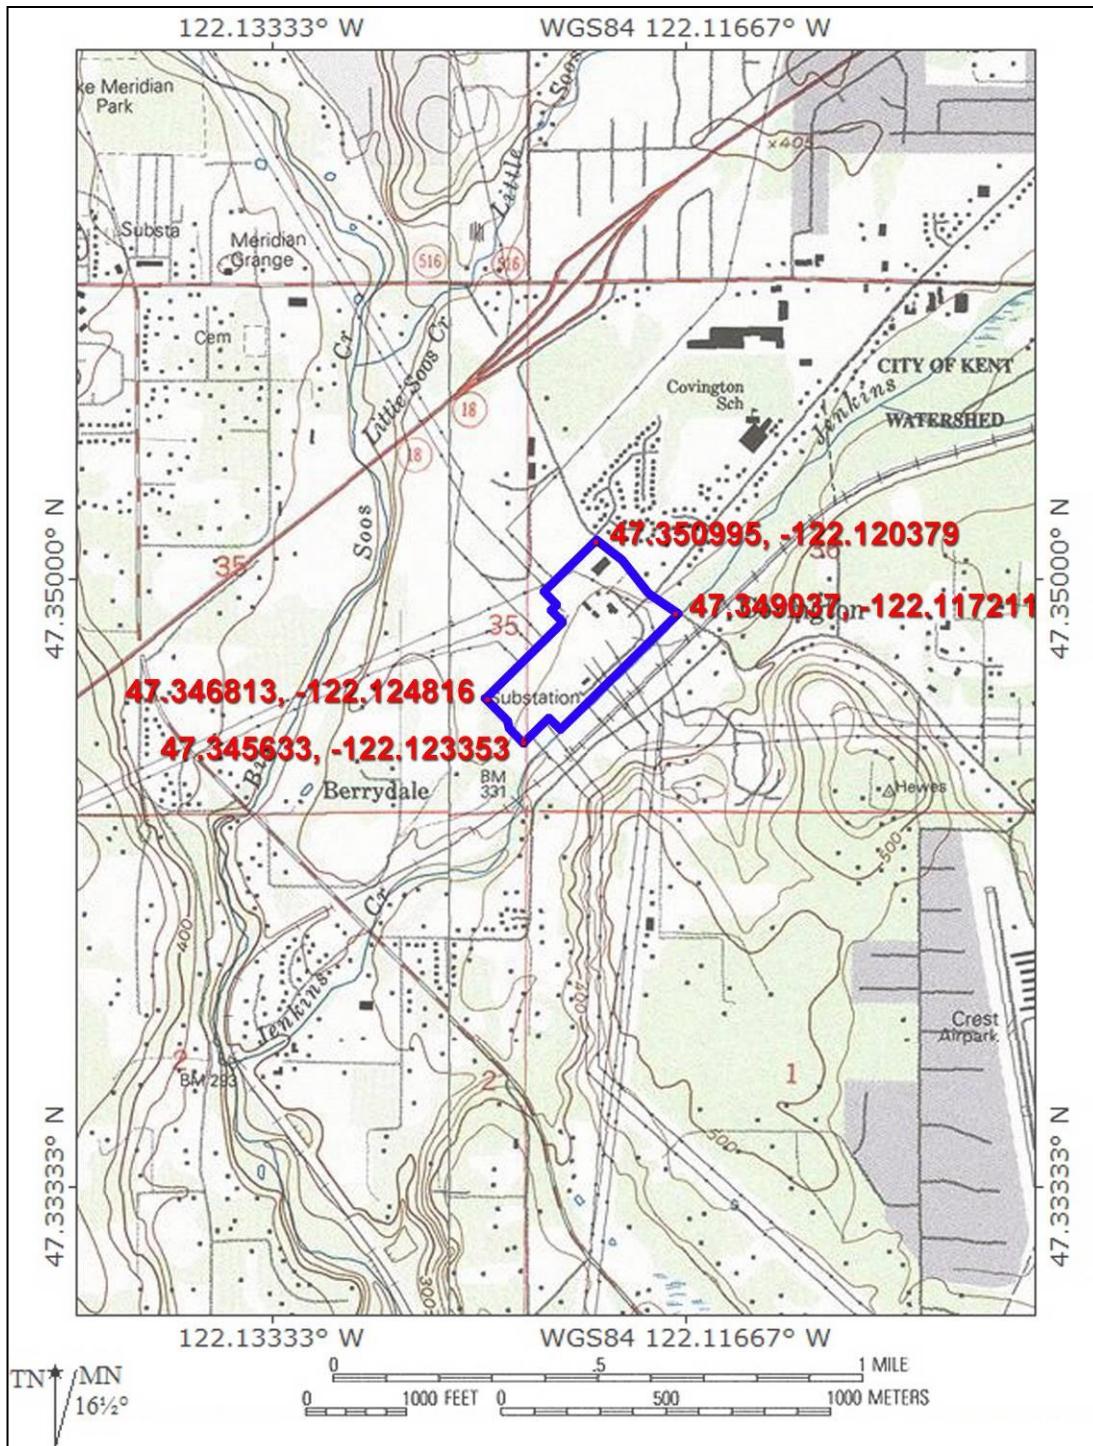 122.13333° W
WGS84 122.11667° W
ke Meridian
Park
Soos
Little
x405
Substa
Meridian
Grange
516
516
Cem
Cr
Little Soos Cr
18
18
Covington
Sch
Jenkins
CITY OF KENT
WATERSHED
47.35000° N
47.35000° N
Soos
35
36
47.350995, -122.120379
47.349037, -122.117211
35
47.346813, -122.124816
Substation
47.345633, -122.123353
BM
331
Berrydale
Hewes
500
400
Cr
Jenkins
400
Crest
Airpark
2
BM 293
2
1
500
47.33333° N
47.33333° N
300
122.13333° W
WGS84 122.11667° W
TN
MN
16½°
0 .5 1 MILE
0 1000 FEET 0 500 1000 METERS